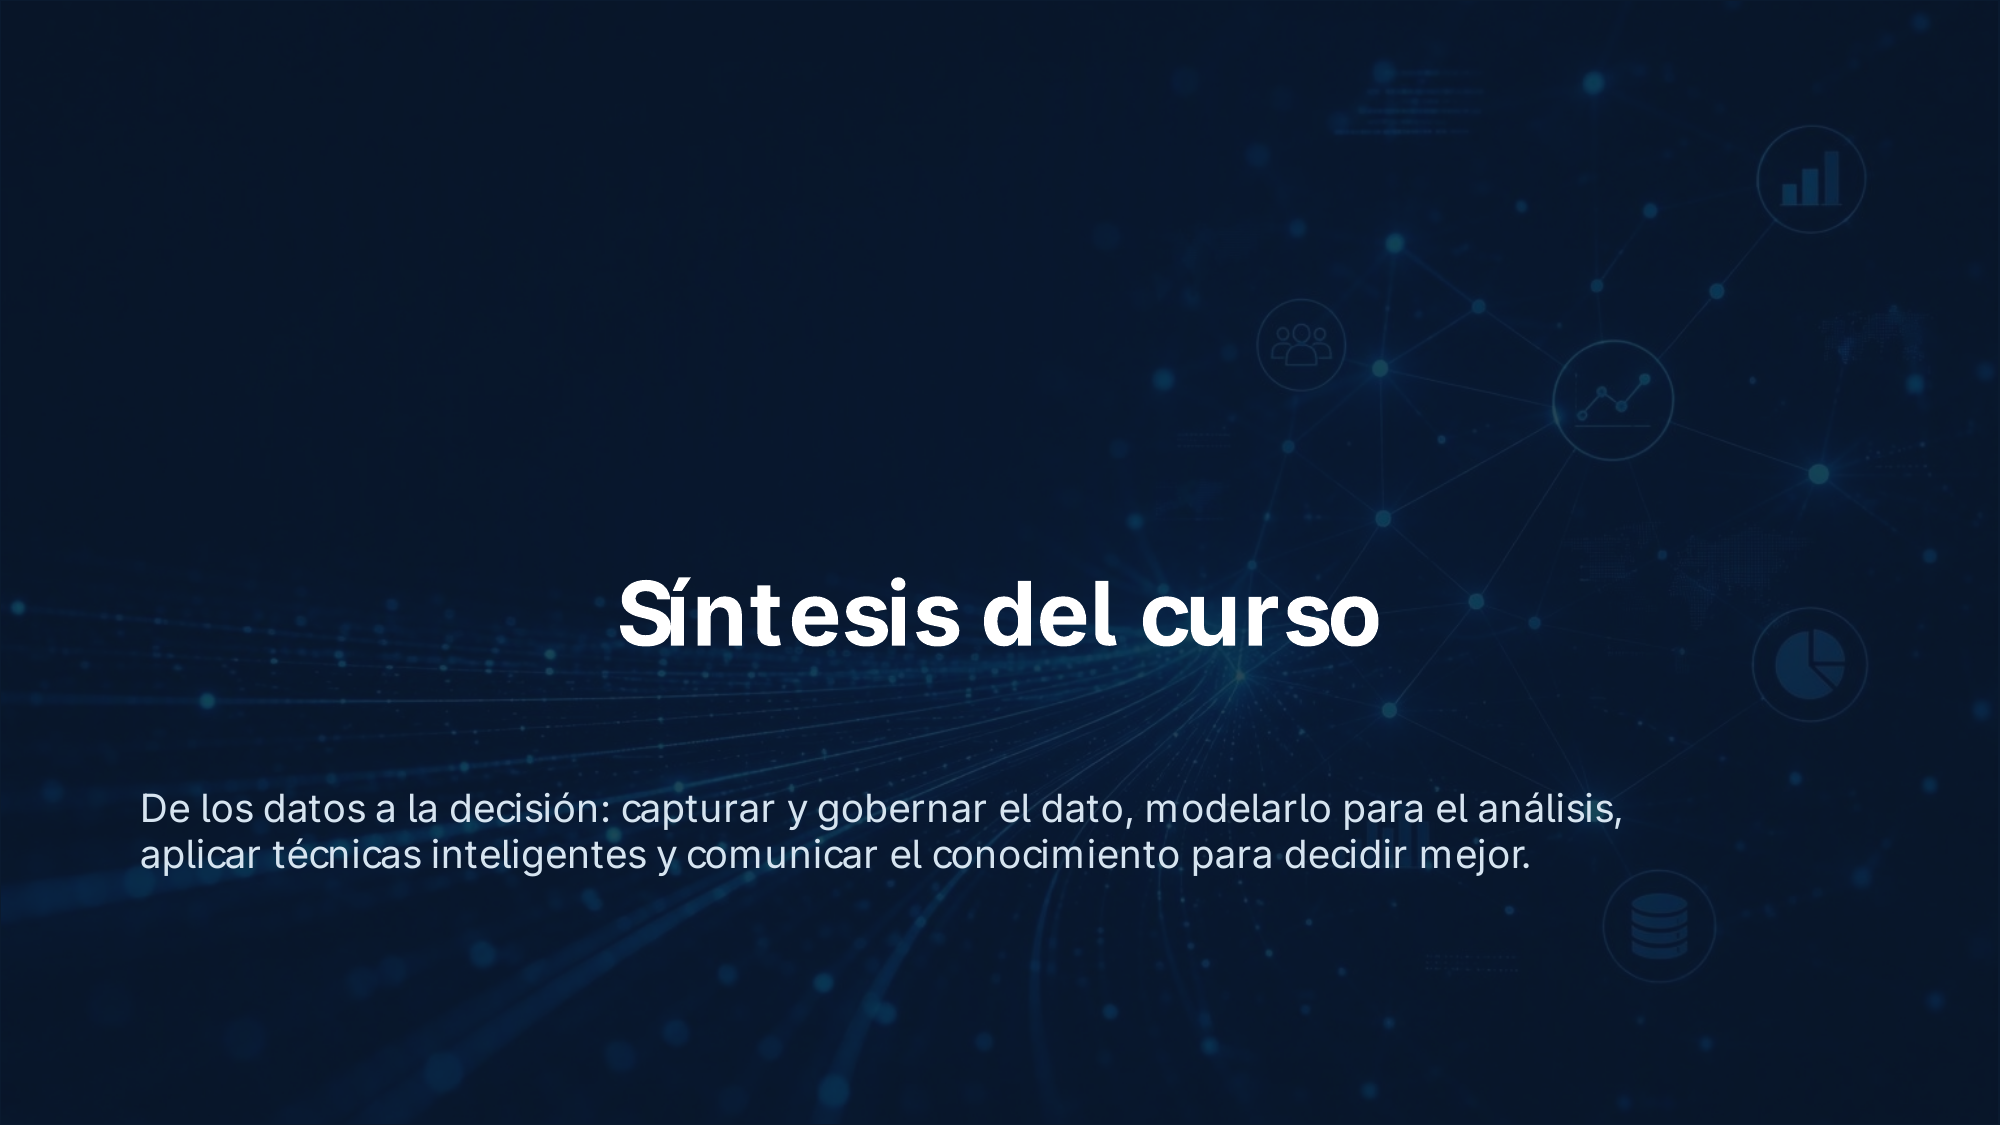 Síntesis del curso
De los datos a la decisión: capturar y gobernar el dato, modelarlo para el análisis,
aplicar técnicas inteligentes y comunicar el conocimiento para decidir mejor.